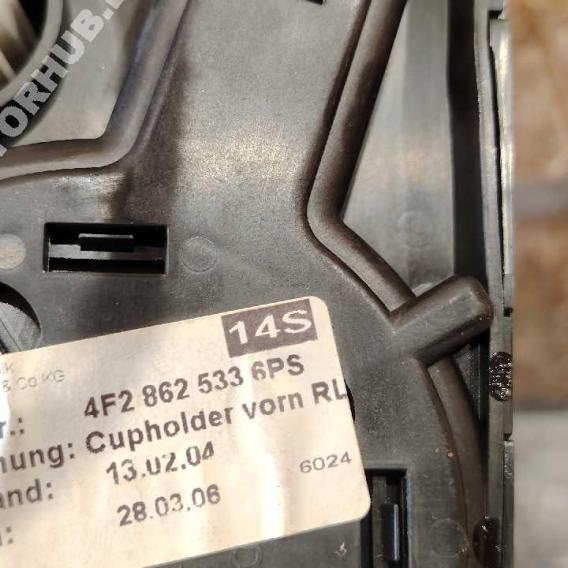 TORHUB.
14S
& Co KG
4F2 862 533 6PS
nung: Cupholder vorn RL
and: 13.02.04
6024
28.03.06